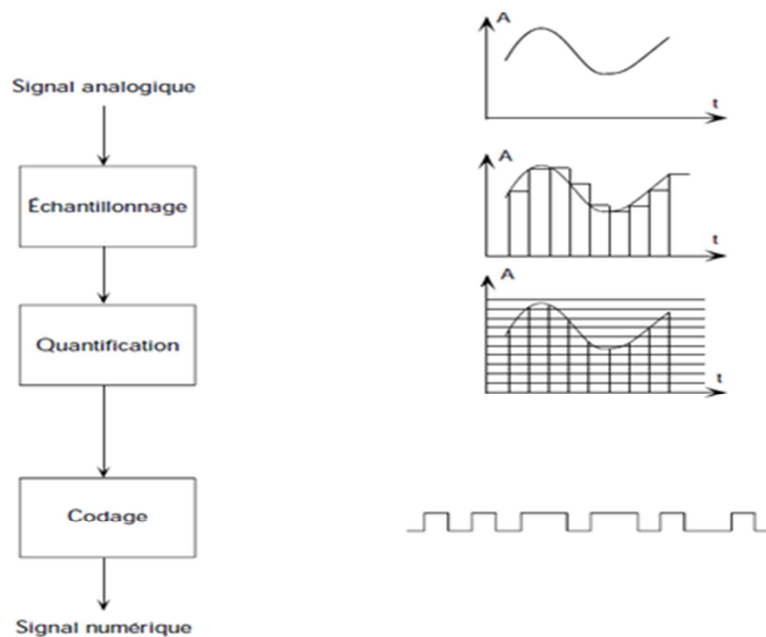 A
t
Signal analogique
A
t
Échantillonnage
A
t
Quantification
Codage
Signal numérique